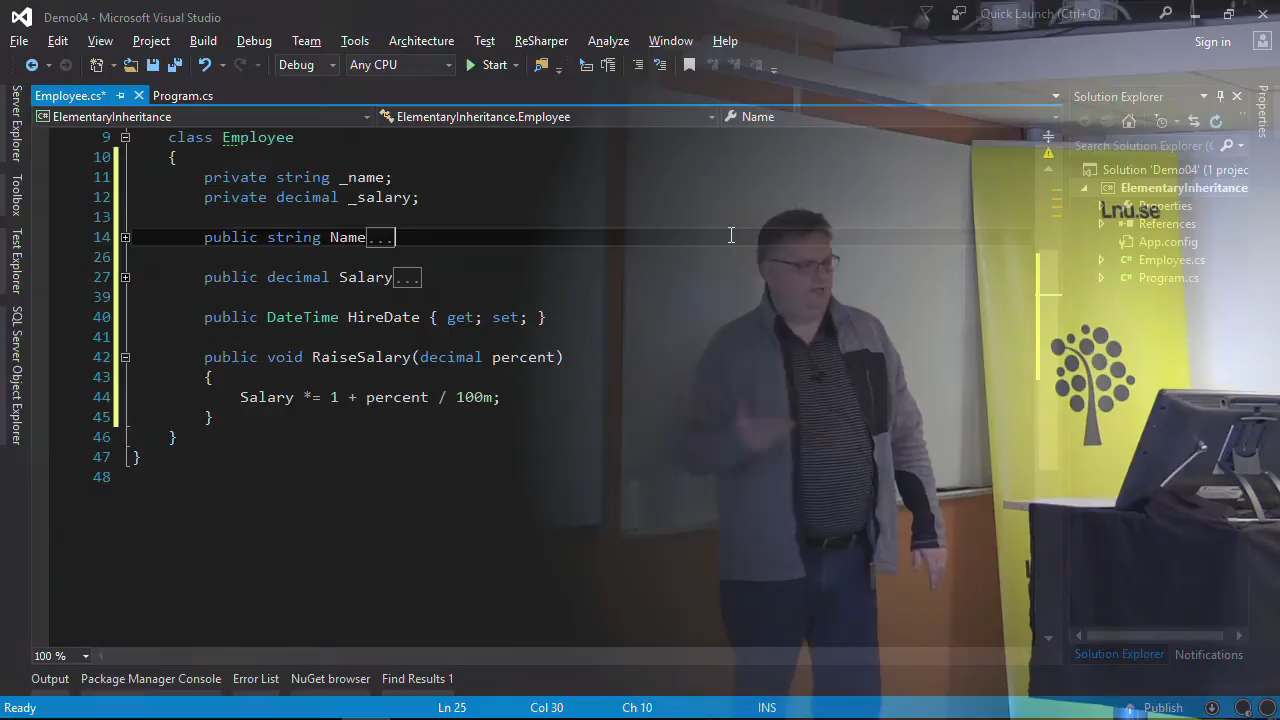 Demo04 - Microsoft Visual Studio
Quick Launch (Ctrl+Q)
File Edit View Project Build Debug Team Tools Architecture Test ReSharper Analyze Window Help
Sign in
Debug Any CPU Start
Employee.cs* Program.cs
Solution Explorer
ElementaryInheritance ElementaryInheritance.Employee Name
Search Solution Explorer (C
Solution 'Demo04' (1 projec
ElementaryInheritance
Properties
References
App.config
Employee.cs
Program.cs
Lnu.se
Server Explorer
Toolbox
Test Explorer
SQL Server Object Explorer
Properties
9 class Employee
10 {
11 private string _name;
12 private decimal _salary;
13
14 public string Name...
26
27 public decimal Salary...
39
40 public DateTime HireDate { get; set; }
41
42 public void RaiseSalary(decimal percent)
43 {
44 Salary *= 1 + percent / 100m;
45 }
46 }
47 }
48
100 %
Solution Explorer Notifications
Output Package Manager Console Error List NuGet browser Find Results 1
Ready Ln 25 Col 30 Ch 10 INS Publish